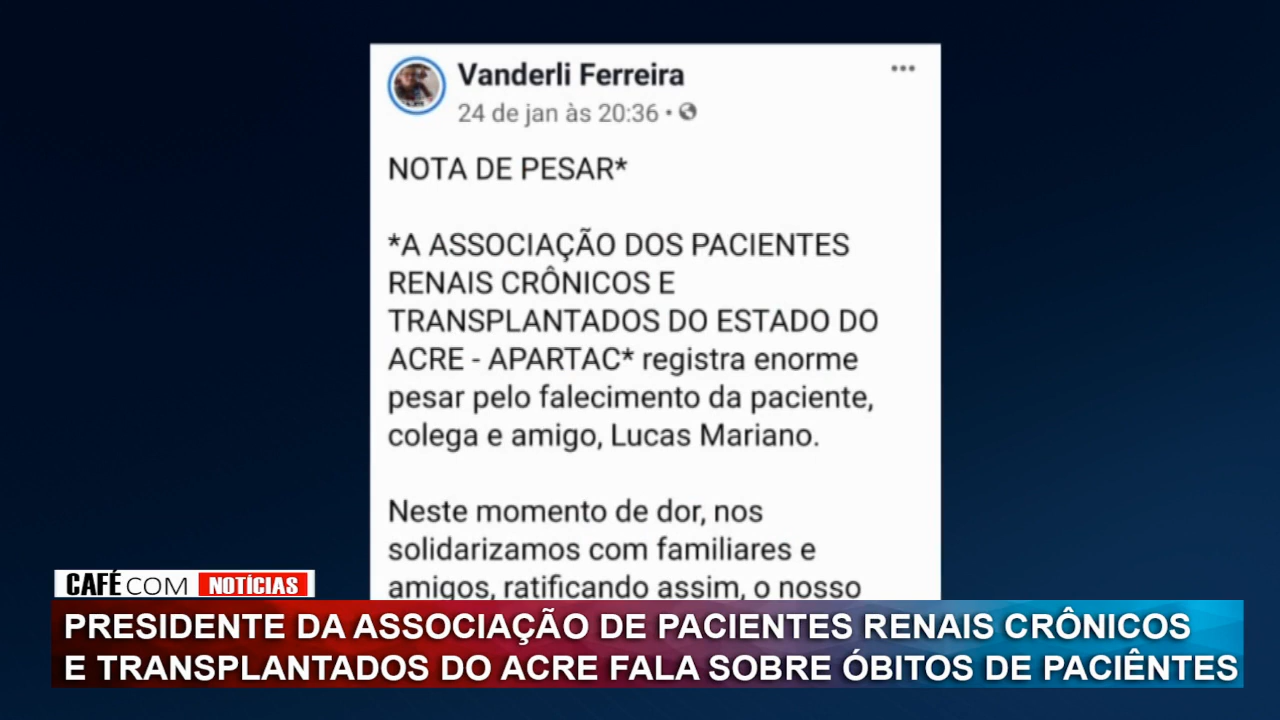 Vanderli Ferreira
24 de jan às 20:36 •
NOTA DE PESAR*
*A ASSOCIAÇÃO DOS PACIENTES
RENAIS CRÔNICOS E
TRANSPLANTADOS DO ESTADO DO
ACRE - APARTAC* registra enorme
pesar pelo falecimento da paciente,
colega e amigo, Lucas Mariano.
Neste momento de dor, nos
solidarizamos com familiares e
amigos, ratificando assim, o nosso
CAFÉ COM NOTÍCIAS
PRESIDENTE DA ASSOCIAÇÃO DE PACIENTES RENAIS CRÔNICOS
E TRANSPLANTADOS DO ACRE FALA SOBRE ÓBITOS DE PACIÊNTES